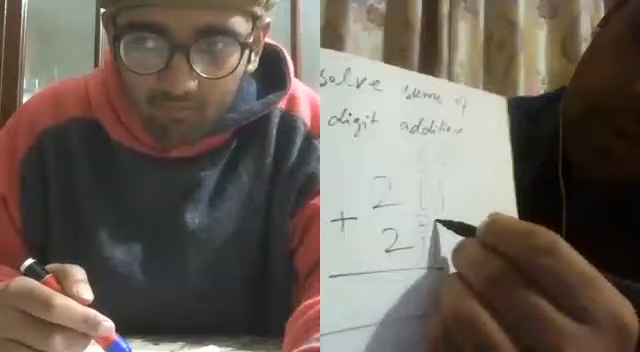 solve sums of
digit addition
2
+ 2